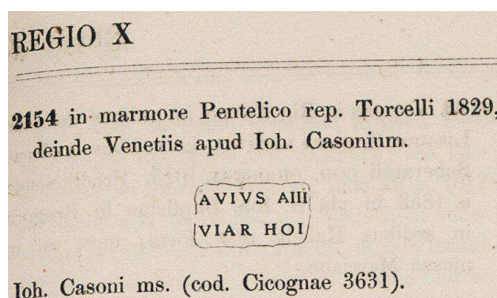 REGIO X
2154 in marmore Pentelico rep. Torcelli 1829,
deinde Venetiis apud Ioh. Casonium.
AVIVS AIII
VIAR HOI
Ioh. Casoni ms. (cod. Cicognae 3631).